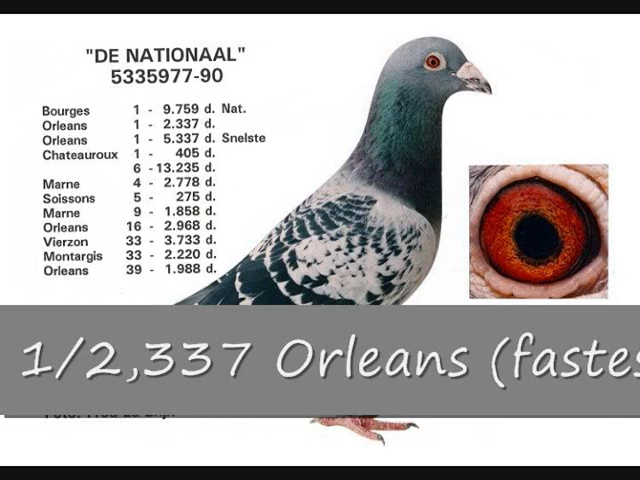 "DE NATIONAAL"
5335977-90
Bourges 1 - 9.759 d. Nat.
Orleans 1 - 2.337 d.
Orleans 1 - 5.337 d. Snelste
Chateauroux 1 - 405 d.
6 - 13.235 d.
Marne 4 - 2.778 d.
Soissons 5 - 275 d.
Marne 9 - 1.858 d.
Orleans 16 - 2.968 d.
Vierzon 33 - 3.733 d.
Montargis 33 - 2.220 d.
Orleans 39 - 1.988 d.
1/2,337 Orleans (fastes